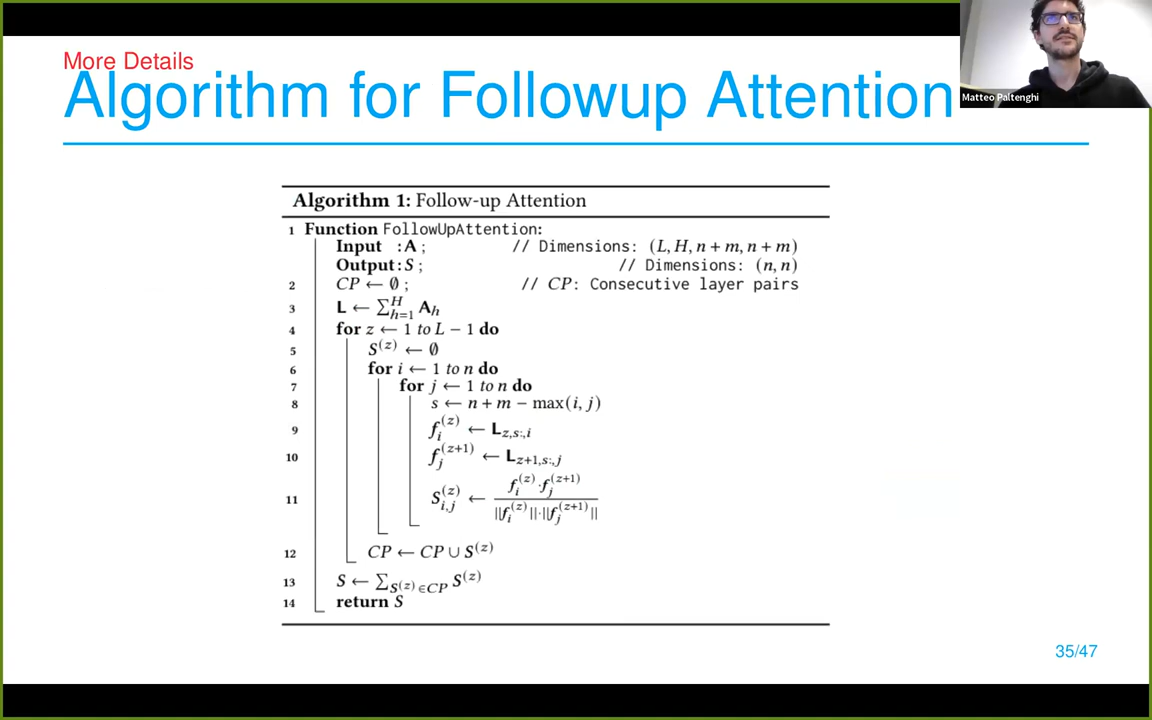 More Details
Algorithm for Followup Attention
Matteo Paltenghi
Algorithm 1: Follow-up Attention
1 Function FollowUpAttention:
Input : A ; // Dimensions: (L, H, n + m, n + m)
Output: S ; // Dimensions: (n, n)
2 CP ← ∅ ; // CP: Consecutive layer pairs
3 L ← ∑_{h=1}^{H} A_h
4 for z ← 1 to L − 1 do
5 S^{(z)} ← ∅
6 for i ← 1 to n do
7 for j ← 1 to n do
8 s ← n + m − max(i, j)
9 f_i^{(z)} ← L_{z,s:,i}
10 f_j^{(z+1)} ← L_{z+1,s:,j}
11 S_{i,j}^{(z)} ← \frac{f_i^{(z)} · f_j^{(z+1)}}{||f_i^{(z)}|| · ||f_j^{(z+1)}||}
12 CP ← CP ∪ S^{(z)}
13 S ← ∑_{S^{(z)} ∈ CP} S^{(z)}
14 return S
35/47